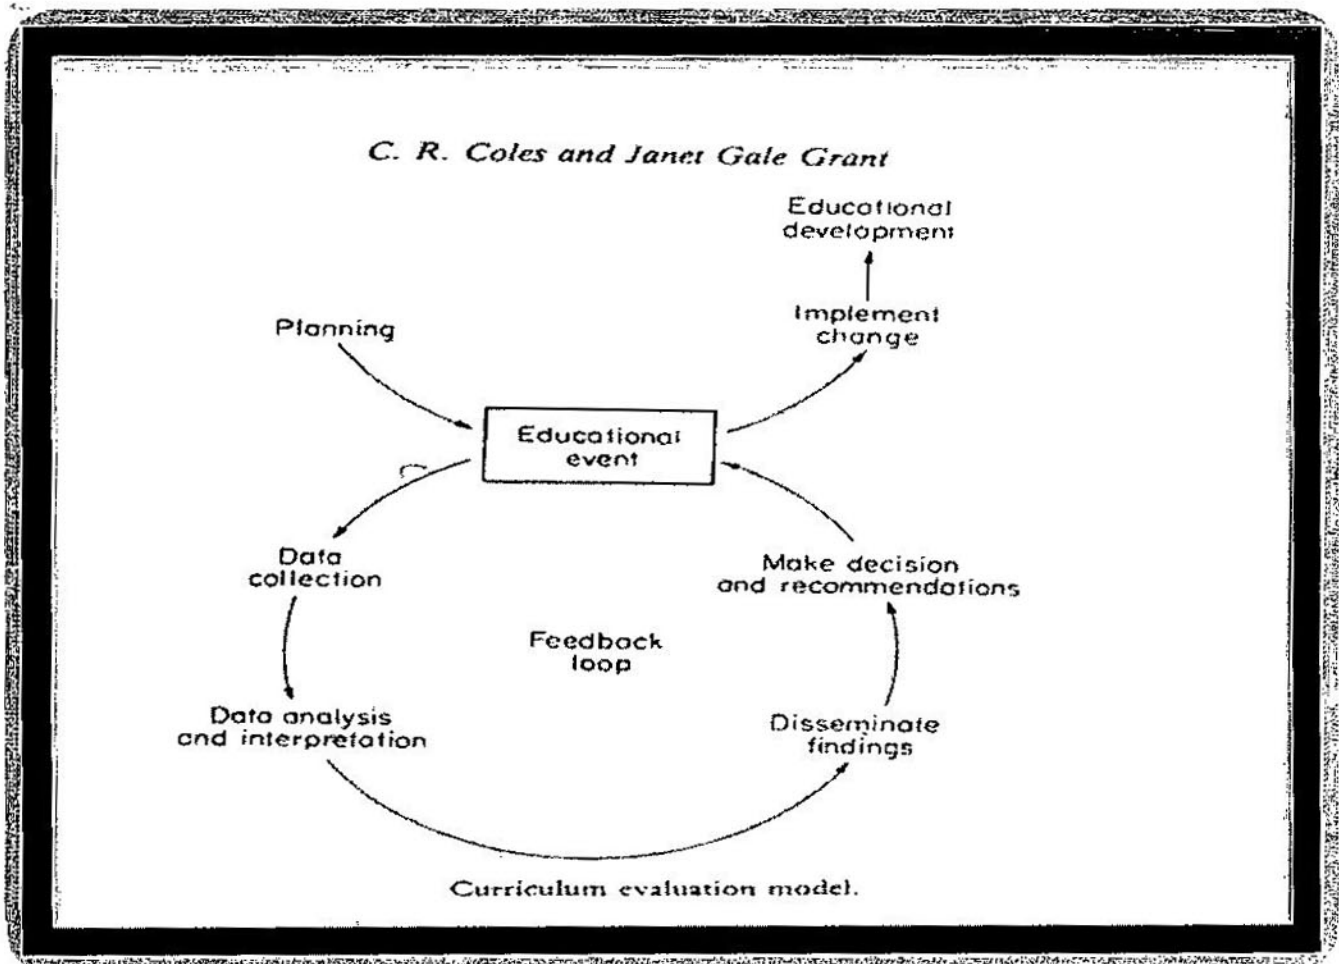 C. R. Coles and Janet Gale Grant
Educational
development
Implement
change
Planning
Educational
event
Data
collection
Make decision
and recommendations
Feedback
loop
Data analysis
and interpretation
Disseminate
findings
Curriculum evaluation model.